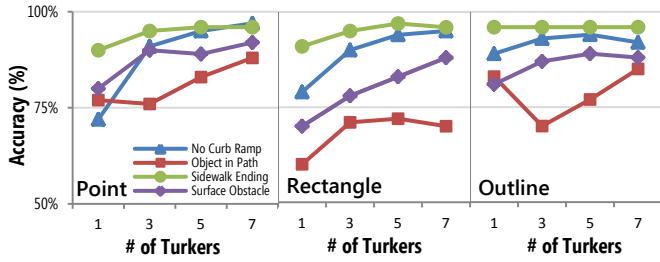 100%
75%
50%
Accuracy (%)
No Curb Ramp
Object in Path
Sidewalk Ending
Surface Obstacle
Point
Rectangle
Outline
1 3 5 7
1 3 5 7
1 3 5 7
# of Turkers
# of Turkers
# of Turkers